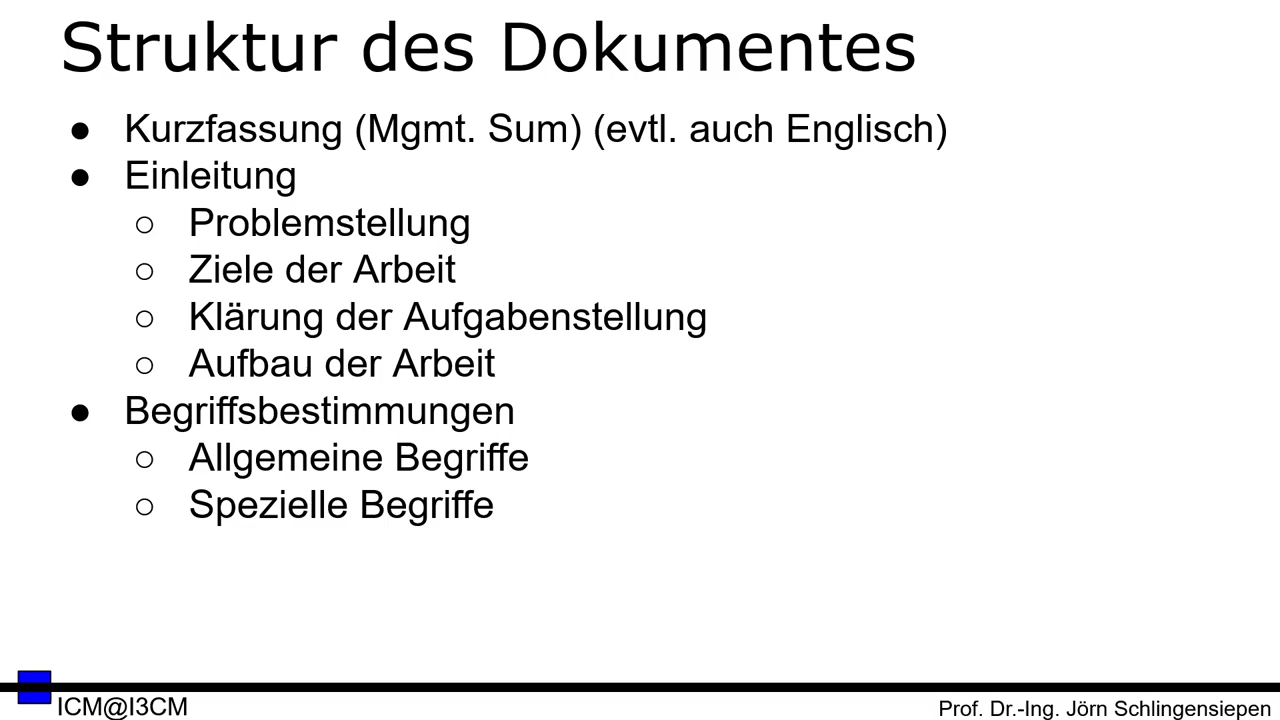 Struktur des Dokumentes
● Kurzfassung (Mgmt. Sum) (evtl. auch Englisch)
● Einleitung
○ Problemstellung
○ Ziele der Arbeit
○ Klärung der Aufgabenstellung
○ Aufbau der Arbeit
● Begriffsbestimmungen
○ Allgemeine Begriffe
○ Spezielle Begriffe
ICM@I3CM
Prof. Dr.-Ing. Jörn Schlingensiepen